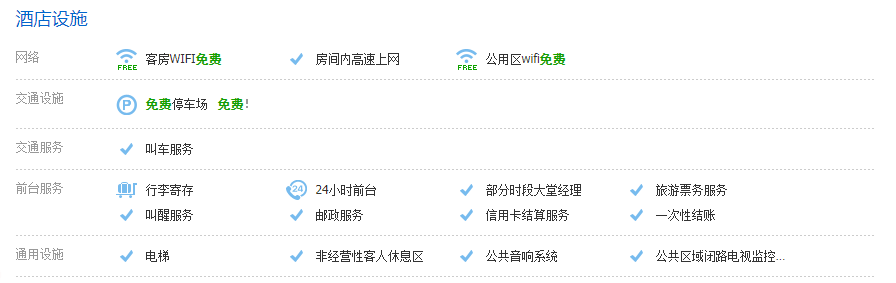 酒店设施
网络 FREE 客房WIFI免费 房间内高速上网 FREE 公用区wifi免费
交通设施 P 免费停车场 免费！
交通服务 叫车服务
前台服务 行李寄存 24 24小时前台 部分时段大堂经理 旅游票务服务
叫醒服务 邮政服务 信用卡结算服务 一次性结账
通用设施 电梯 非经营性客人休息区 公共音响系统 公共区域闭路电视监控...